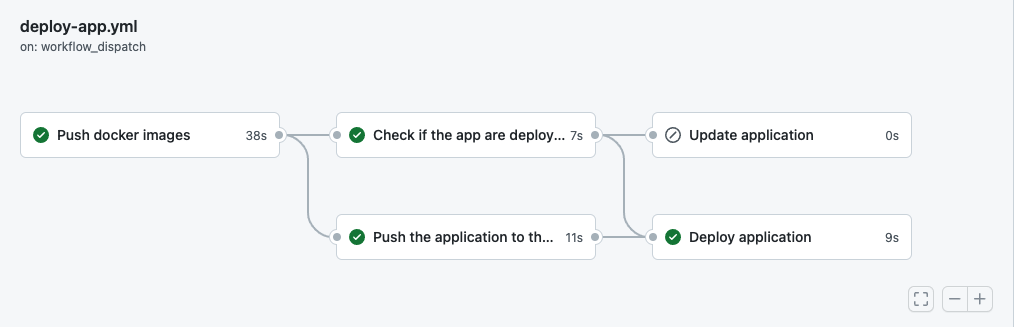 deploy-app.yml
on: workflow_dispatch
Push docker images 38s
Check if the app are deploy... 7s
Update application 0s
Push the application to th... 11s
Deploy application 9s